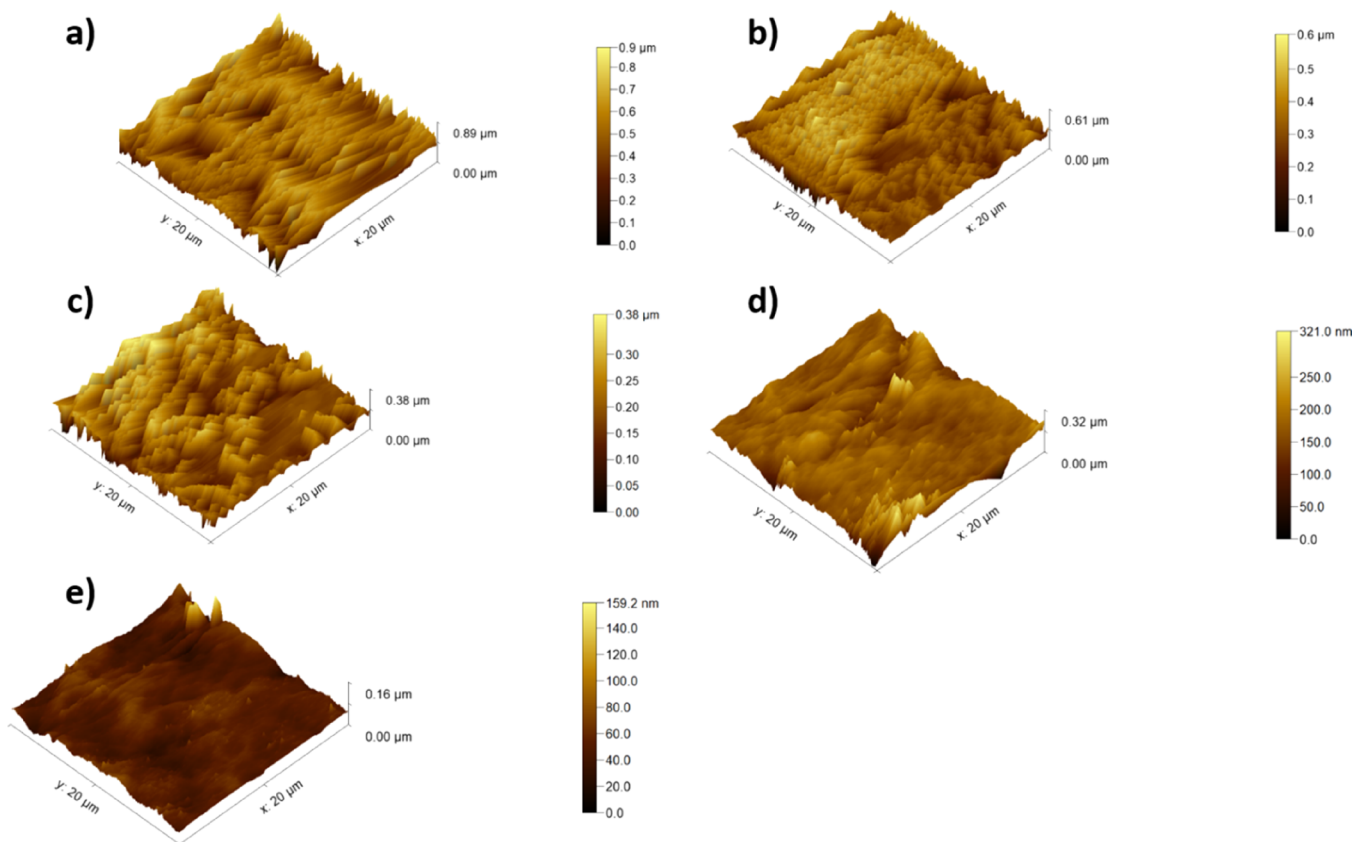 a)
0.9 µm
0.8
0.7
0.6
0.5
0.4
0.3
0.2
0.1
0.0
0.89 µm
0.00 µm
y: 20 µm
x: 20 µm
b)
0.6 µm
0.5
0.4
0.3
0.2
0.1
0.0
0.61 µm
0.00 µm
y: 20 µm
x: 20 µm
c)
0.38 µm
0.30
0.25
0.20
0.15
0.10
0.05
0.00
0.38 µm
0.00 µm
y: 20 µm
x: 20 µm
d)
321.0 nm
250.0
200.0
150.0
100.0
50.0
0.0
0.32 µm
0.00 µm
y: 20 µm
x: 20 µm
e)
159.2 nm
140.0
120.0
100.0
80.0
60.0
40.0
20.0
0.0
0.16 µm
0.00 µm
y: 20 µm
x: 20 µm